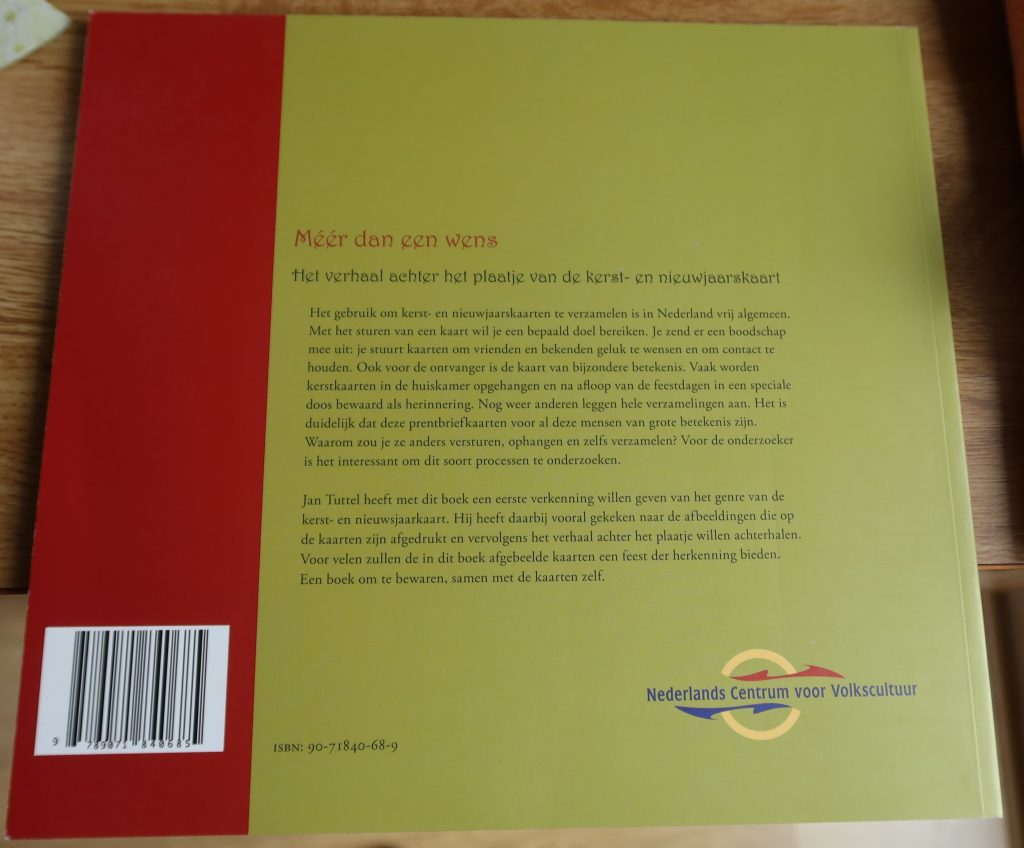 Méér dan een wens
Het verhaal achter het plaatje van de kerst- en nieuwjaarskaart
Het gebruik om kerst- en nieuwjaarskaarten te verzamelen is in Nederland vrij algemeen.
Met het sturen van een kaart wil je een bepaald doel bereiken. Je zend er een boodschap
mee uit: je stuurt kaarten om vrienden en bekenden geluk te wensen en om contact te
houden. Ook voor de ontvanger is de kaart van bijzondere betekenis. Vaak worden
kerstkaarten in de huiskamer opgehangen en na afloop van de feestdagen in een speciale
doos bewaard als herinnering. Nog weer anderen leggen hele verzamelingen aan. Het is
duidelijk dat deze prentbriefkaarten voor al deze mensen van grote betekenis zijn.
Waarom zou je ze anders versturen, ophangen en zelfs verzamelen? Voor de onderzoeker
is het interessant om dit soort processen te onderzoeken.
Jan Tuttel heeft met dit boek een eerste verkenning willen geven van het genre van de
kerst- en nieuwsjaarkaart. Hij heeft daarbij vooral gekeken naar de afbeeldingen die op
de kaarten zijn afgedrukt en vervolgens het verhaal achter het plaatje willen achterhalen.
Voor velen zullen de in dit boek afgebeelde kaarten een feest der herkenning bieden.
Een boek om te bewaren, samen met de kaarten zelf.
Nederlands Centrum voor Volkscultuur
9 789071 840685
ISBN: 90-71840-68-9